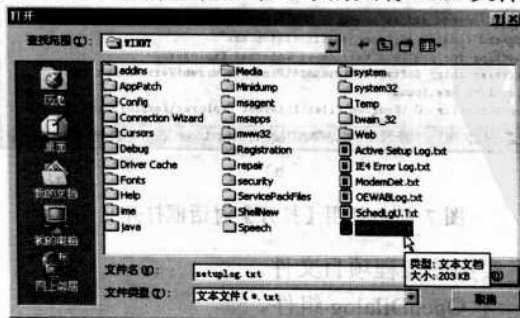 打开
查找范围(I):
WINNT
历史
桌面
我的文档
我的电脑
网上邻居
addins
AppPatch
Config
Connection Wizard
Cursors
Debug
Driver Cache
Fonts
Help
ime
java
Media
Minidump
msagent
msapps
mww32
Registration
repair
security
ServicePackFiles
ShellNew
Speech
system
system32
Temp
twain_32
Web
Active Setup Log.txt
IE4 Error Log.txt
ModemDet.txt
OEWABLog.txt
SchedLgU.Txt
类型: 文本文档
大小: 203 KB
文件名(N):
setuplog.txt
文件类型(T):
文本文件(*.txt
取消